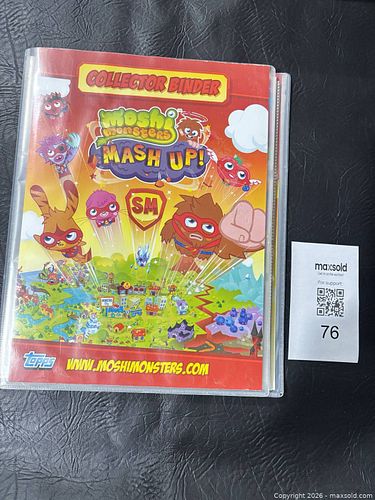 COLLECTOR BINDER
moshi
monsters
MASH UP!
SM
TOPPS
WWW.MOSHIMONSTERS.COM
maxsold
For support:
76
Copyright © 2026 - maxsold.com